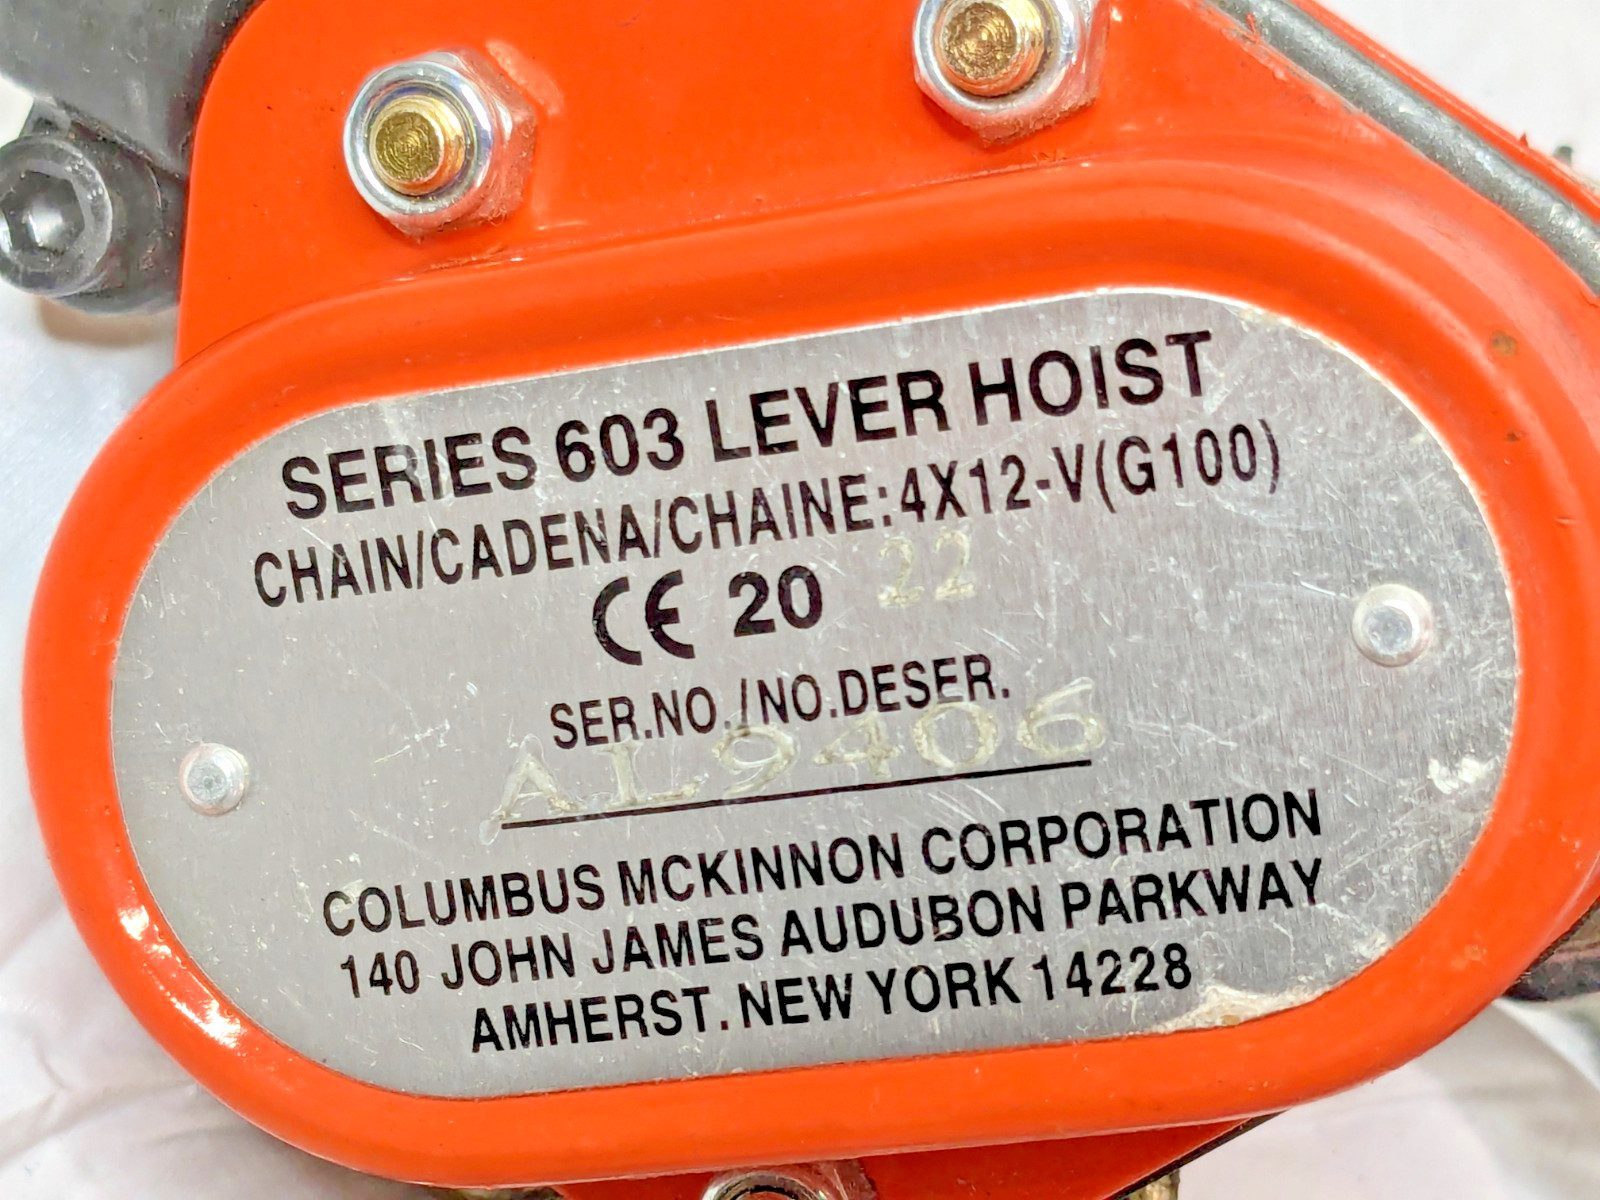 SERIES 603 LEVER HOIST
CHAIN/CADENA/CHAINE:4X12-V(G100)
CE 20 22
SER.NO./NO.DESER.
AL9406
COLUMBUS MCKINNON CORPORATION
140 JOHN JAMES AUDUBON PARKWAY
AMHERST. NEW YORK 14228